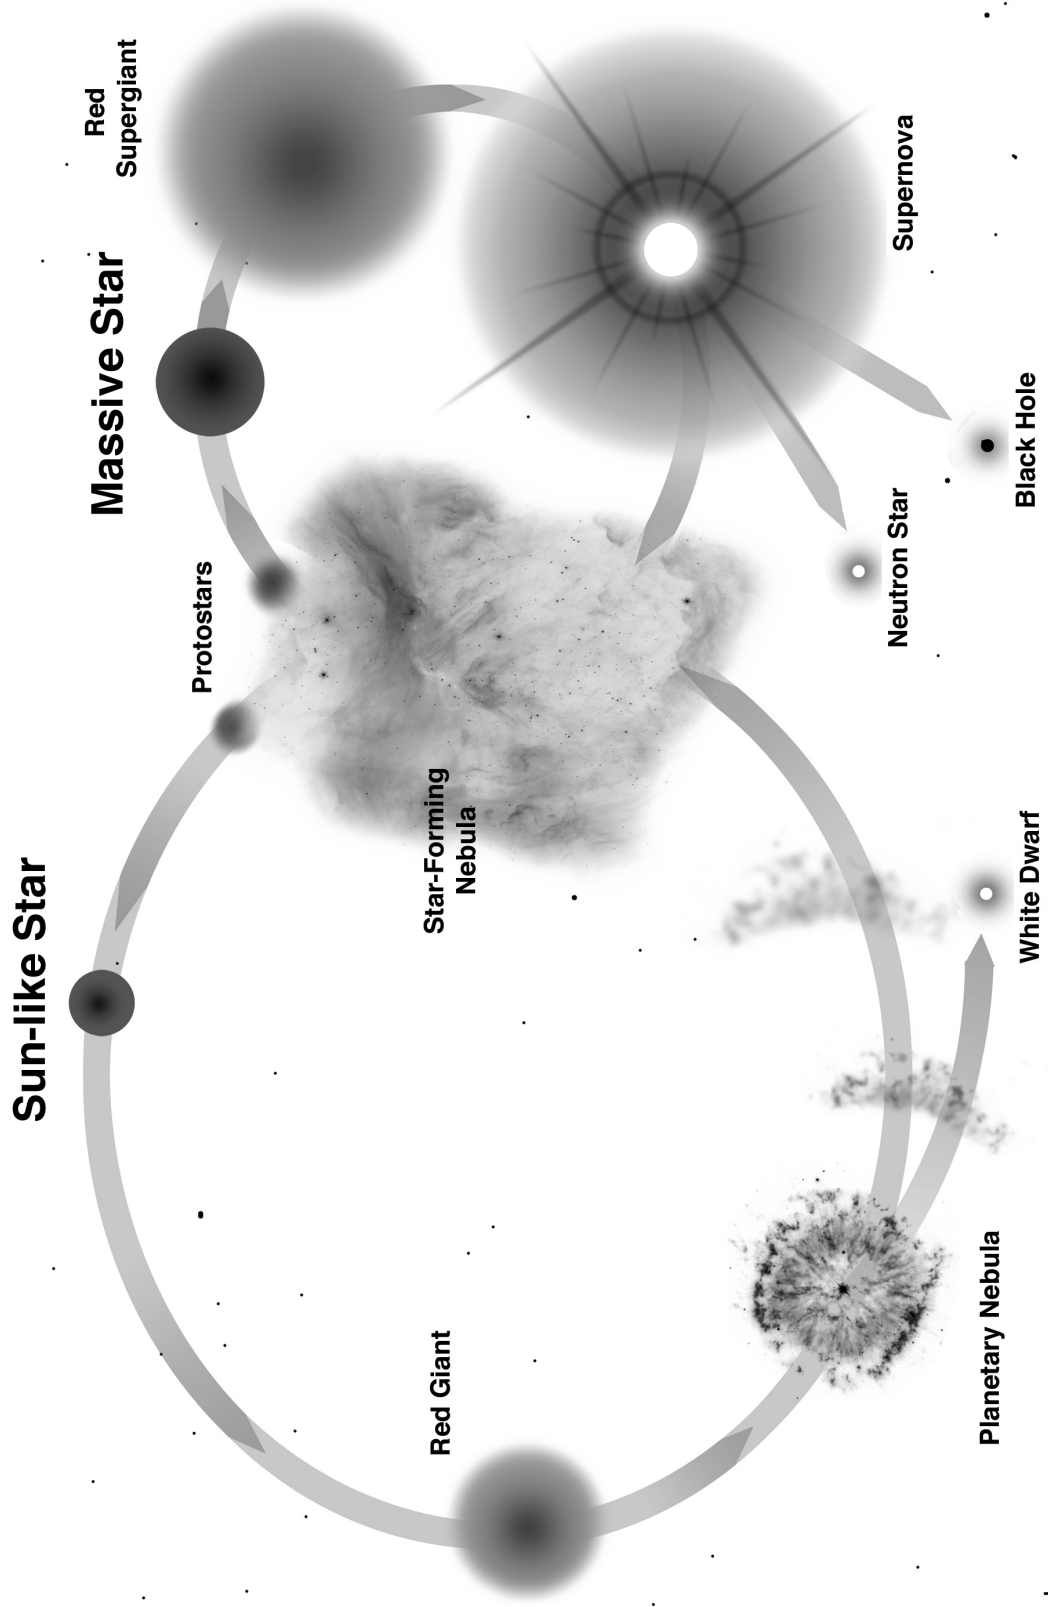 Sun-like Star
Massive Star
Red
Supergiant
Protostars
Star-Forming
Nebula
Red Giant
Supernova
Planetary Nebula
White Dwarf
Neutron Star
Black Hole